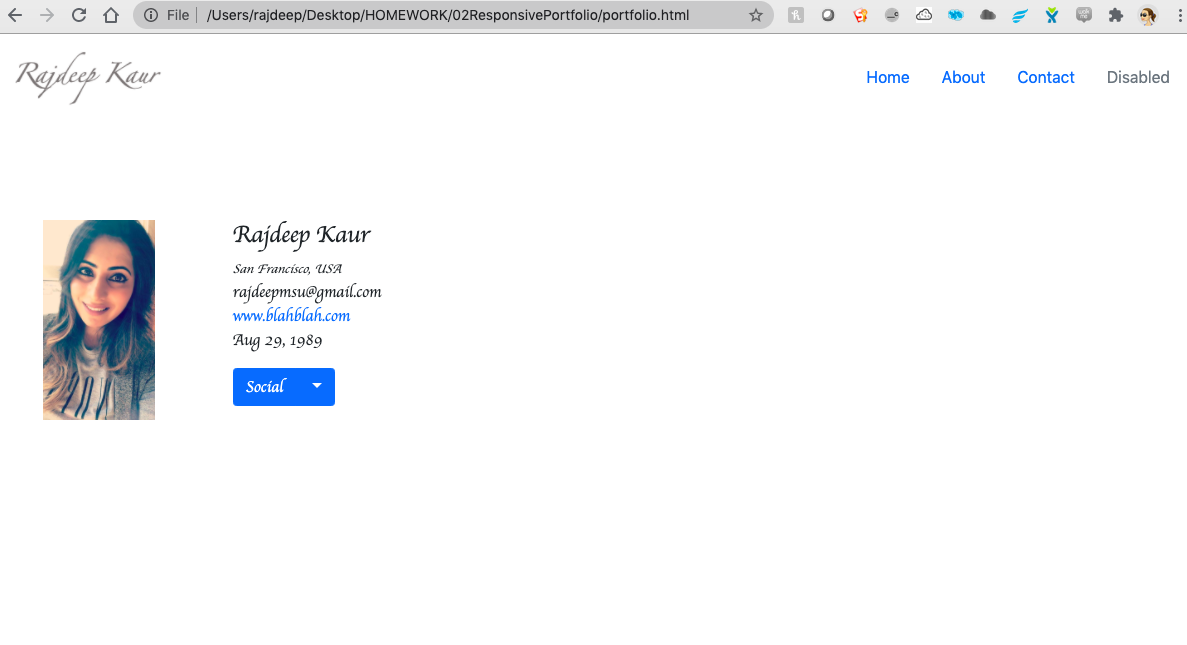 File /Users/rajdeep/Desktop/HOMEWORK/02ResponsivePortfolio/portfolio.html
Rajdeep Kaur
Home About Contact Disabled
Rajdeep Kaur
San Francisco, USA
rajdeepmsu@gmail.com
www.blahblah.com
Aug 29, 1989
Social